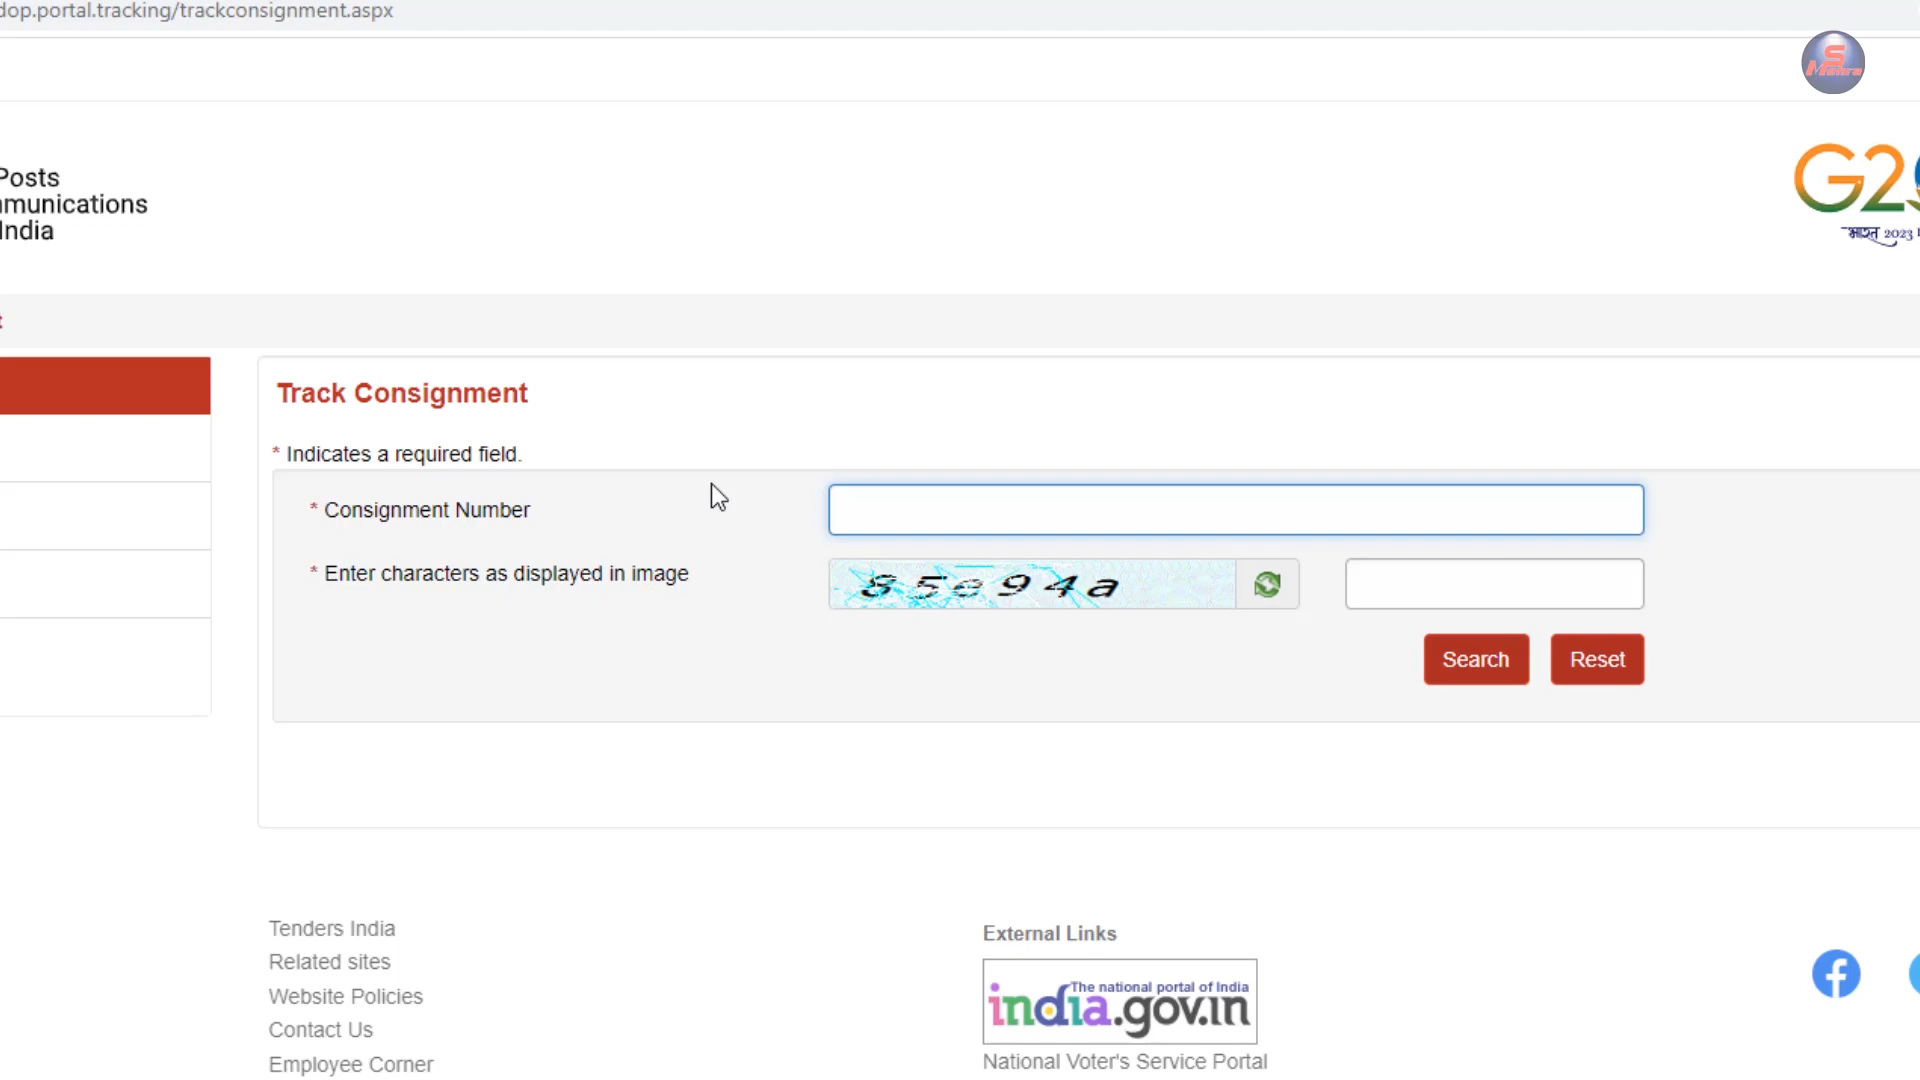 dop.portal.tracking/trackconsignment.aspx
S
Mehra
Posts
munications
India
G2
भारत 2023
Track Consignment
* Indicates a required field.
* Consignment Number
* Enter characters as displayed in image
85e94a
Search
Reset
Tenders India
Related sites
Website Policies
Contact Us
Employee Corner
External Links
The national portal of India
india.gov.in
National Voter's Service Portal